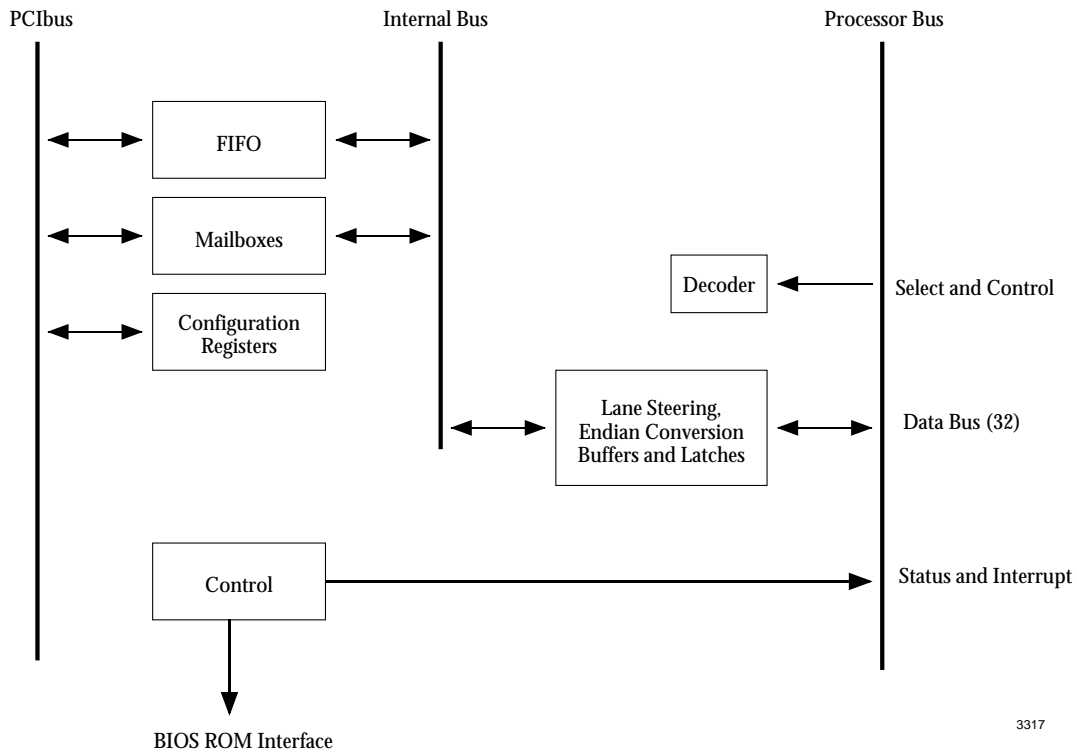 PCIbus
Internal Bus
Processor Bus
FIFO
Mailboxes
Decoder
Select and Control
Configuration
Registers
Lane Steering,
Endian Conversion
Buffers and Latches
Data Bus (32)
Control
Status and Interrupt
BIOS ROM Interface
3317